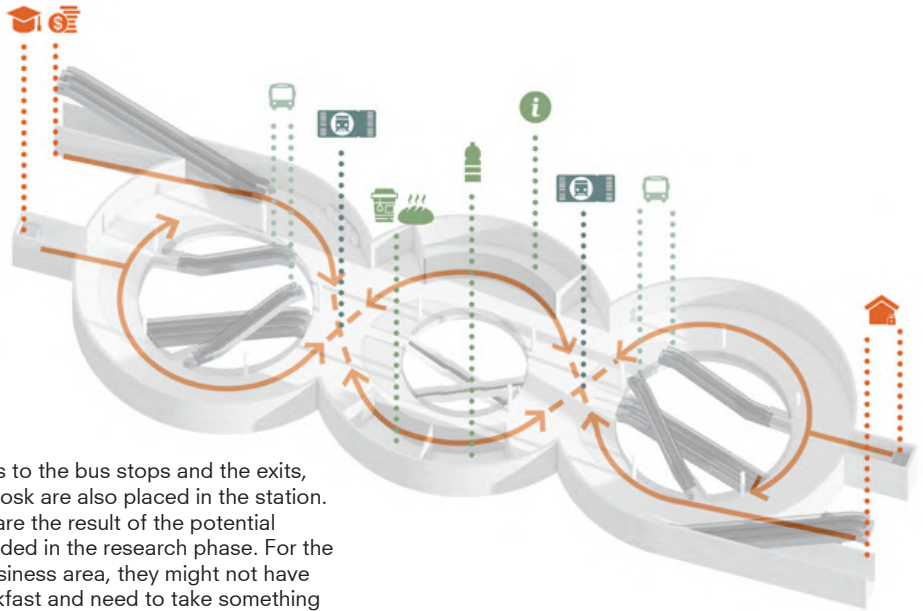 s to the bus stops and the exits,
osk are also placed in the station.
are the result of the potential
ded in the research phase. For the
siness area, they might not have
kfast and need to take something